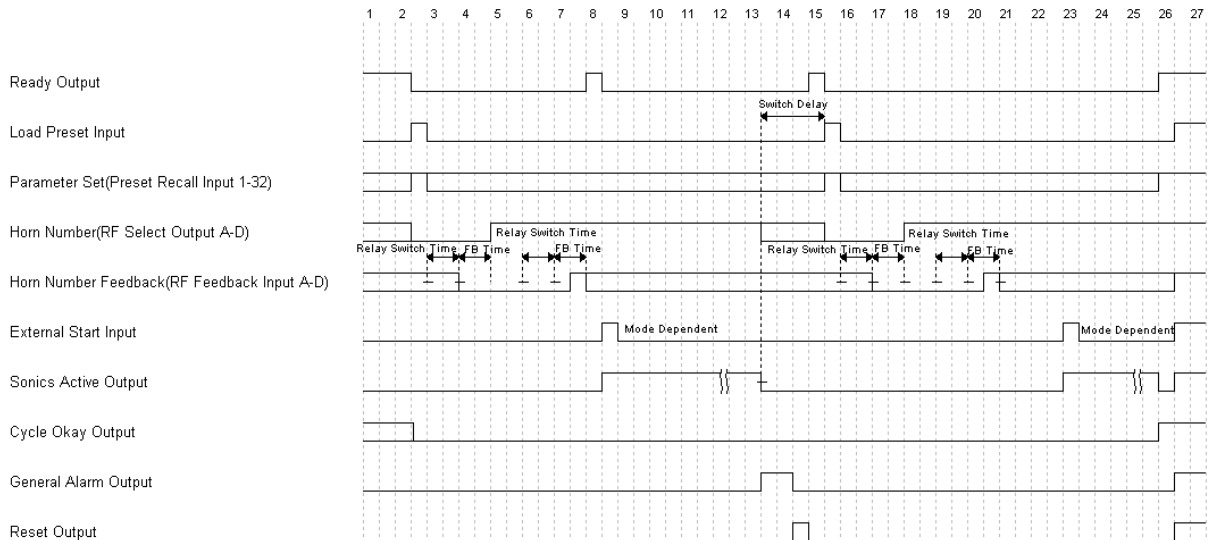 1 2 3 4 5 6 7 8 9 10 11 12 13 14 15 16 17 18 19 20 21 22 23 24 25 26 27
Ready Output
Switch Delay
Load Preset Input
Parameter Set(Preset Recall Input 1-32)
Horn Number(RF Select Output A-D)
Relay Switch Time
Relay Switch Time
Relay Switch Time
FB Time
FB Time
Relay Switch Time
FB Time
FB Time
Horn Number Feedback(RF Feedback Input A-D)
External Start Input
Mode Dependent
Mode Dependent
Sonics Active Output
Cycle Okay Output
General Alarm Output
Reset Output